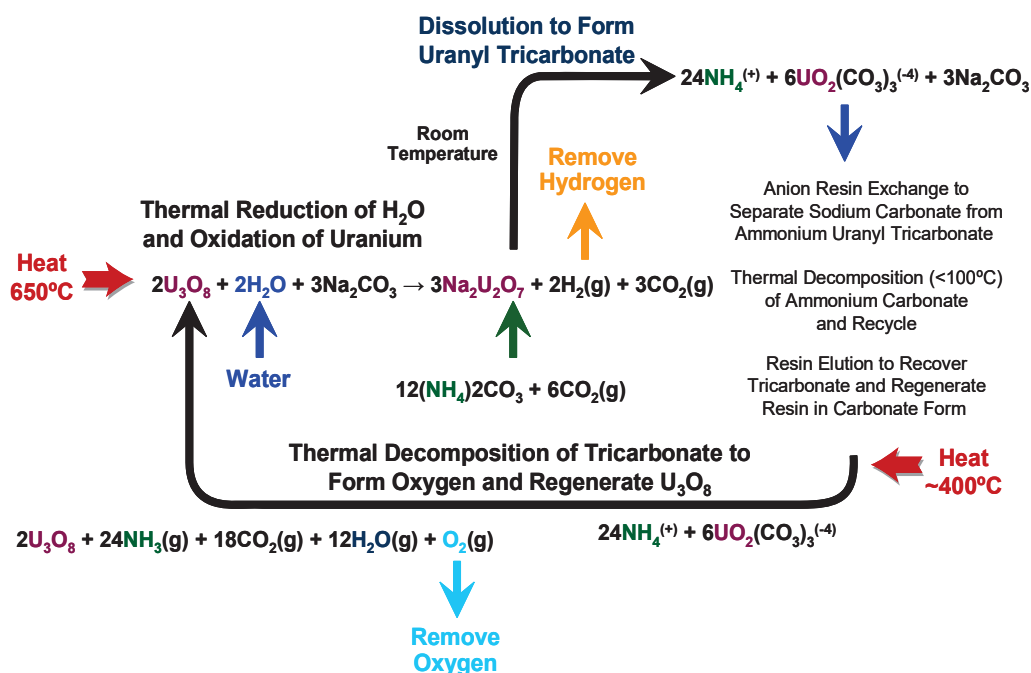 Dissolution to Form
Uranyl Tricarbonate
24NH₄⁽⁺⁾ + 6UO₂(CO₃)₃⁽⁻⁴⁾ + 3Na₂CO₃
Room
Temperature
Remove
Hydrogen
Anion Resin Exchange to
Separate Sodium Carbonate from
Ammonium Uranyl Tricarbonate
Thermal Reduction of H₂O
and Oxidation of Uranium
Heat
650ºC
2U₃O₈ + 2H₂O + 3Na₂CO₃ → 3Na₂U₂O₇ + 2H₂(g) + 3CO₂(g)
Thermal Decomposition (<100ºC)
of Ammonium Carbonate
and Recycle
Water
12(NH₄)2CO₃ + 6CO₂(g)
Resin Elution to Recover
Tricarbonate and Regenerate
Resin in Carbonate Form
Thermal Decomposition of Tricarbonate to
Form Oxygen and Regenerate U₃O₈
Heat
~400ºC
2U₃O₈ + 24NH₃(g) + 18CO₂(g) + 12H₂O(g) + O₂(g)
24NH₄⁽⁺⁾ + 6UO₂(CO₃)₃⁽⁻⁴⁾
Remove
Oxygen